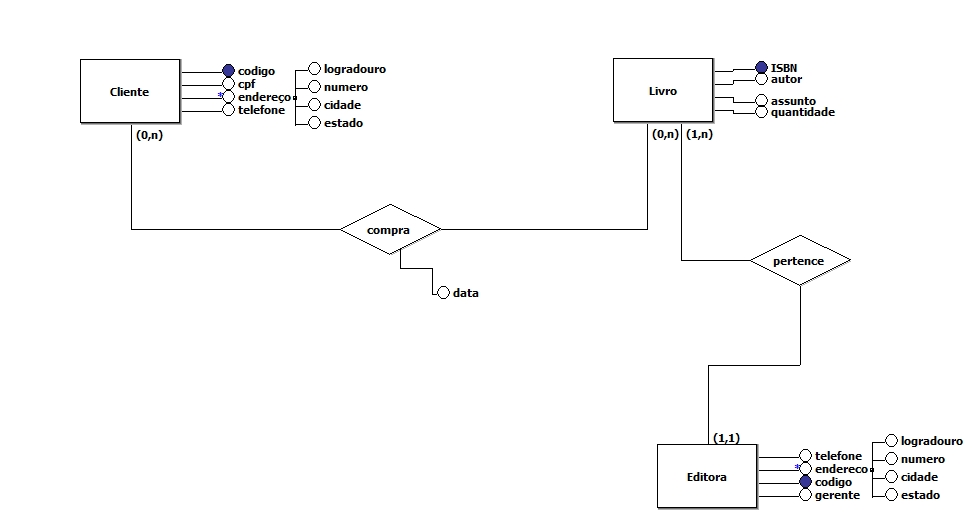 Cliente
codigo
cpf
*endereço
telefone
logradouro
numero
cidade
estado
(0,n)
Livro
ISBN
autor
assunto
quantidade
(0,n)
(1,n)
compra
data
pertence
(1,1)
Editora
telefone
*endereco
codigo
gerente
logradouro
numero
cidade
estado